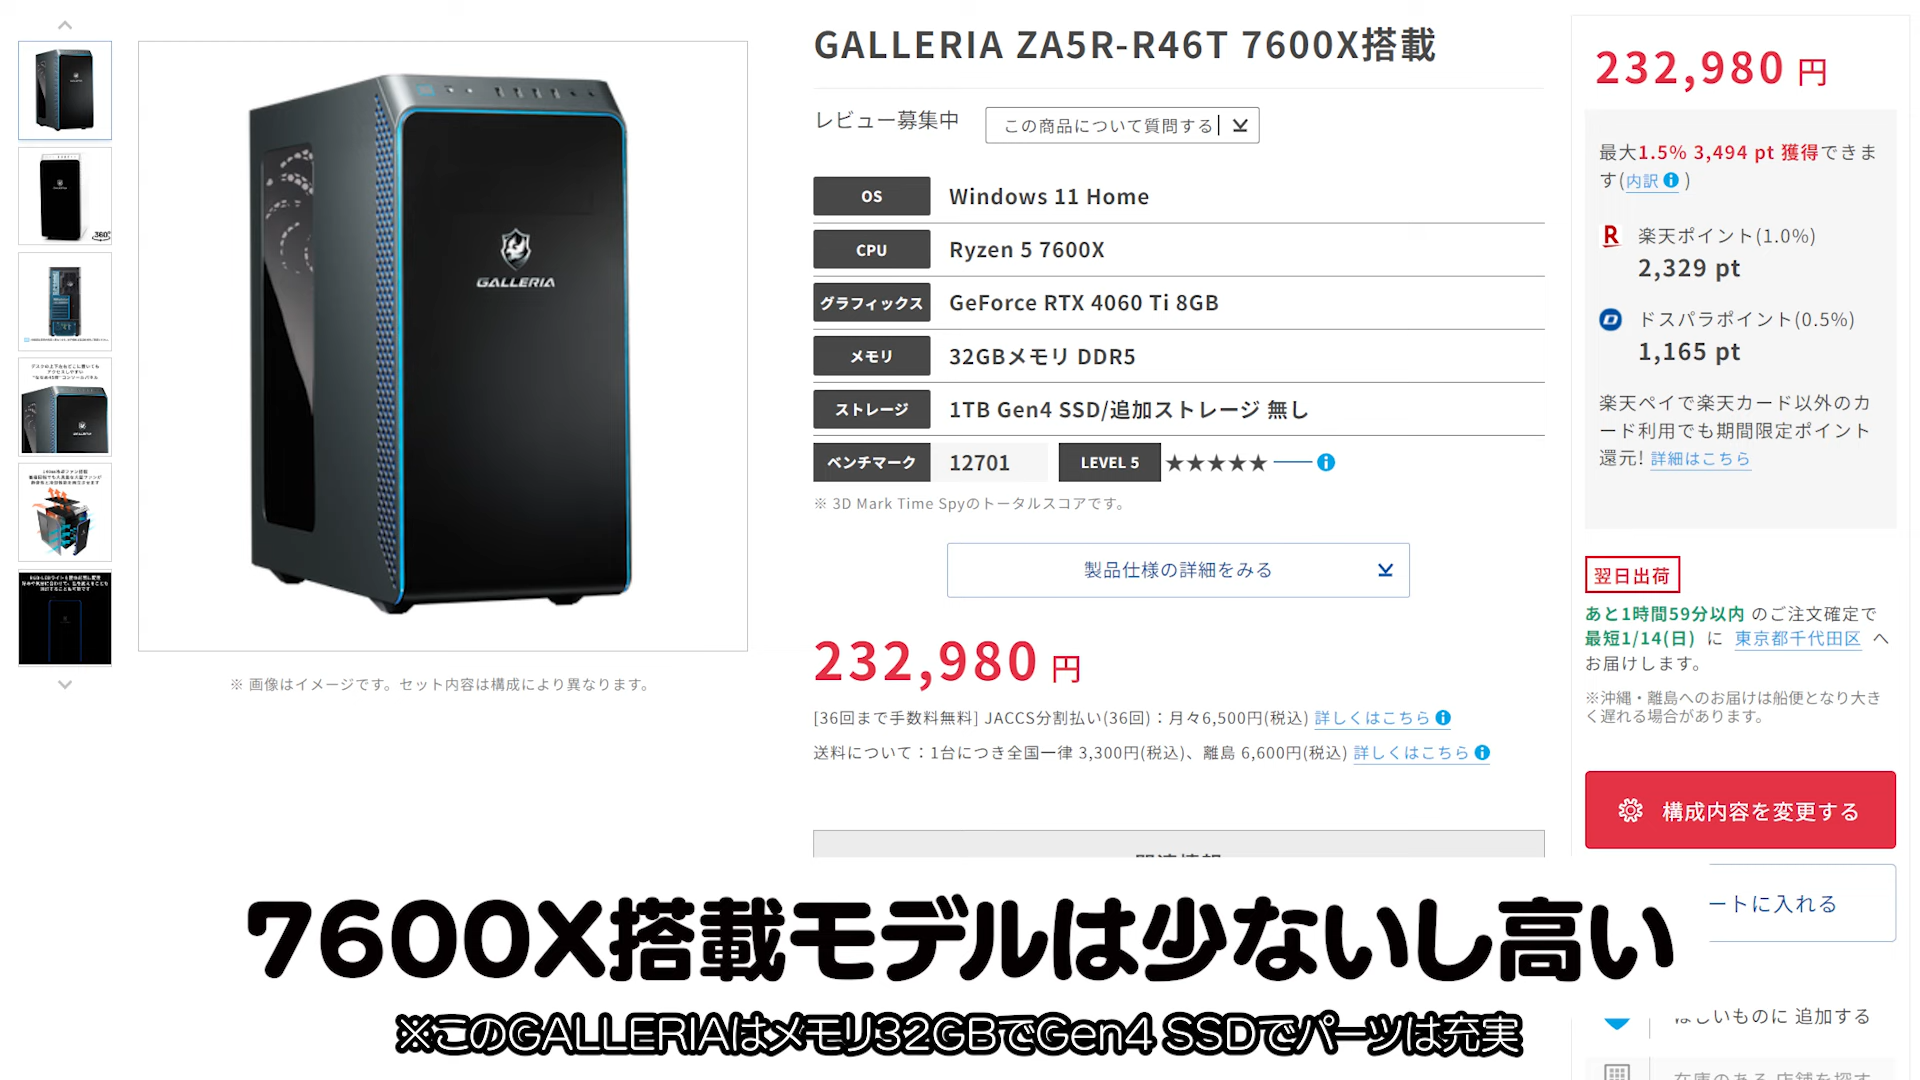 GALLERIA ZA5R-R46T 7600X搭載
レビュー募集中
この商品について質問する
OS Windows 11 Home
CPU Ryzen 5 7600X
グラフィックス GeForce RTX 4060 Ti 8GB
メモリ 32GBメモリ DDR5
ストレージ 1TB Gen4 SSD/追加ストレージ 無し
ベンチマーク 12701 LEVEL 5 ★★★★★
※ 3D Mark Time Spyのトータルスコアです。
製品仕様の詳細をみる
232,980 円
[36回まで手数料無料] JACCS分割払い(36回)：月々6,500円(税込) 詳しくはこちら
送料について：1台につき全国一律 3,300円(税込)、離島 6,600円(税込) 詳しくはこちら
GALLERIA
360°
※ 画像はイメージです。セット内容は構成により異なります。
232,980 円
最大1.5% 3,494 pt 獲得できま
す(内訳 )
楽天ポイント(1.0%)
2,329 pt
ドスパラポイント(0.5%)
1,165 pt
楽天ペイで楽天カード以外のカ
ード利用でも期間限定ポイント
還元! 詳細はこちら
翌日出荷
あと1時間59分以内 のご注文確定で
最短1/14(日) に 東京都千代田区 へ
お届けします。
※沖縄・離島へのお届けは船便となり大き
く遅れる場合があります。
構成内容を変更する
ートに入れる
ほしいものに 追加する
7600X搭載モデルは少ないし高い
※このGALLERIAはメモリ32GBでGen4 SSDでパーツは充実